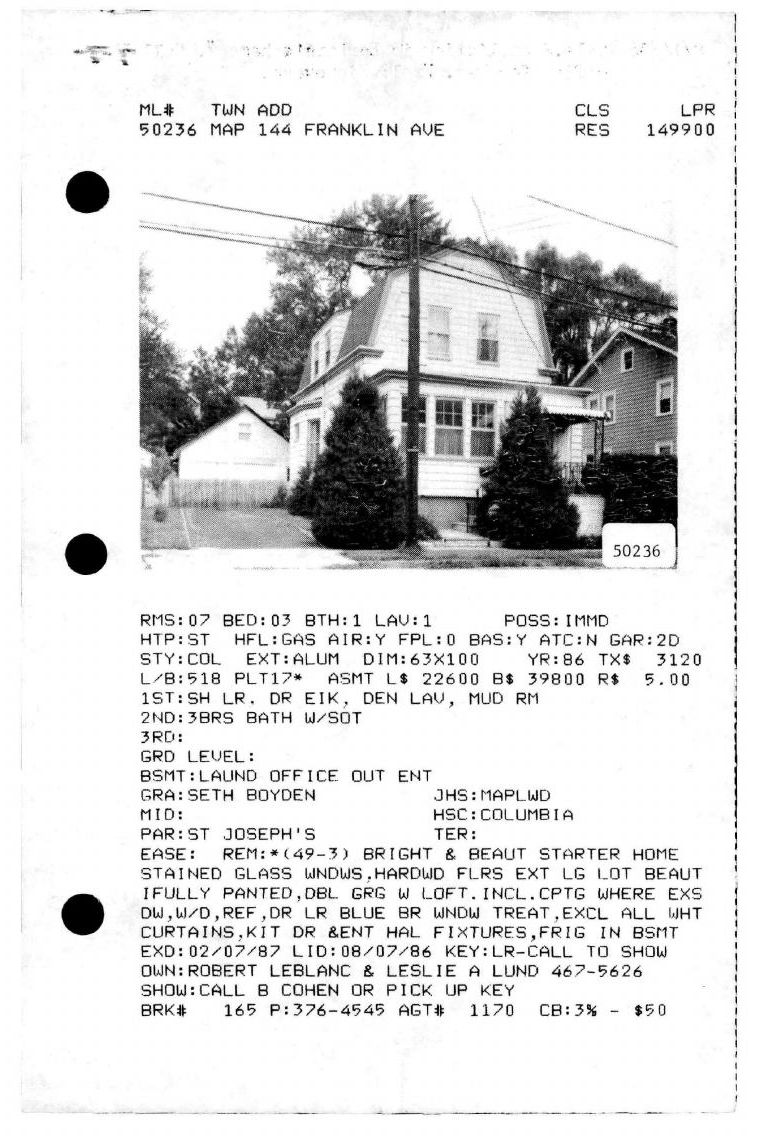 ML# TWN ADD CLS LPR
50236 MAP 144 FRANKLIN AVE RES 149900
50236
RMS:07 BED:03 BTH:1 LAV:1 POSS:IMMD
HTP:ST HFL:GAS AIR:Y FPL:0 BAS:Y ATC:N GAR:2D
STY:COL EXT:ALUM DIM:63X100 YR:86 TX$ 3120
L/B:518 PLT17* ASMT L$ 22600 B$ 39800 R$ 5.00
1ST:SH LR. DR EIK, DEN LAV, MUD RM
2ND:3BRS BATH W/SOT
3RD:
GRD LEVEL:
BSMT:LAUND OFFICE OUT ENT
GRA:SETH BOYDEN JHS:MAPLWD
MID: HSC:COLUMBIA
PAR:ST JOSEPH'S TER:
EASE: REM:*(49-3) BRIGHT & BEAUT STARTER HOME
STAINED GLASS WNDWS,HARDWD FLRS EXT LG LOT BEAUT
IFULLY PANTED,DBL GRG W LOFT.INCL.CPTG WHERE EXS
DW,W/D,REF,DR LR BLUE BR WNDW TREAT,EXCL ALL WHT
CURTAINS,KIT DR &ENT HAL FIXTURES,FRIG IN BSMT
EXD:02/07/87 LID:08/07/86 KEY:LR-CALL TO SHOW
OWN:ROBERT LEBLANC & LESLIE A LUND 467-5626
SHOW:CALL B COHEN OR PICK UP KEY
BRK# 165 P:376-4545 AGT# 1170 CB:3% - $50